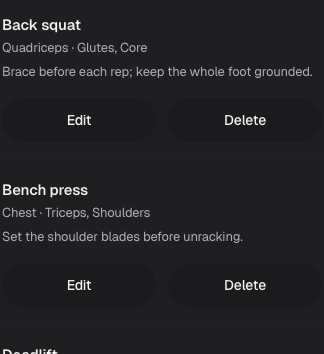 Back squat
Quadriceps · Glutes, Core
Brace before each rep; keep the whole foot grounded.
Edit Delete
Bench press
Chest · Triceps, Shoulders
Set the shoulder blades before unracking.
Edit Delete
Deadlift